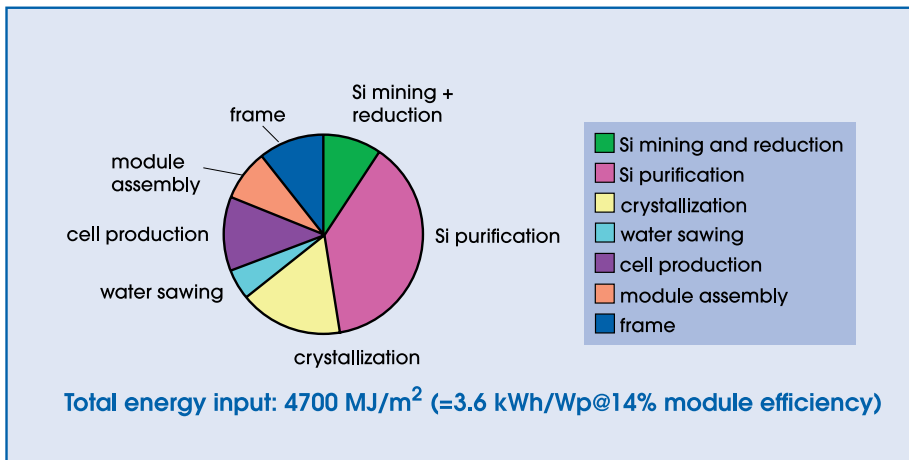 Si mining +
reduction
frame
module
assembly
cell production
Si purification
water sawing
crystallization
Si mining and reduction
Si purification
crystallization
water sawing
cell production
module assembly
frame
Total energy input: 4700 MJ/m² (=3.6 kWh/Wp@14% module efficiency)